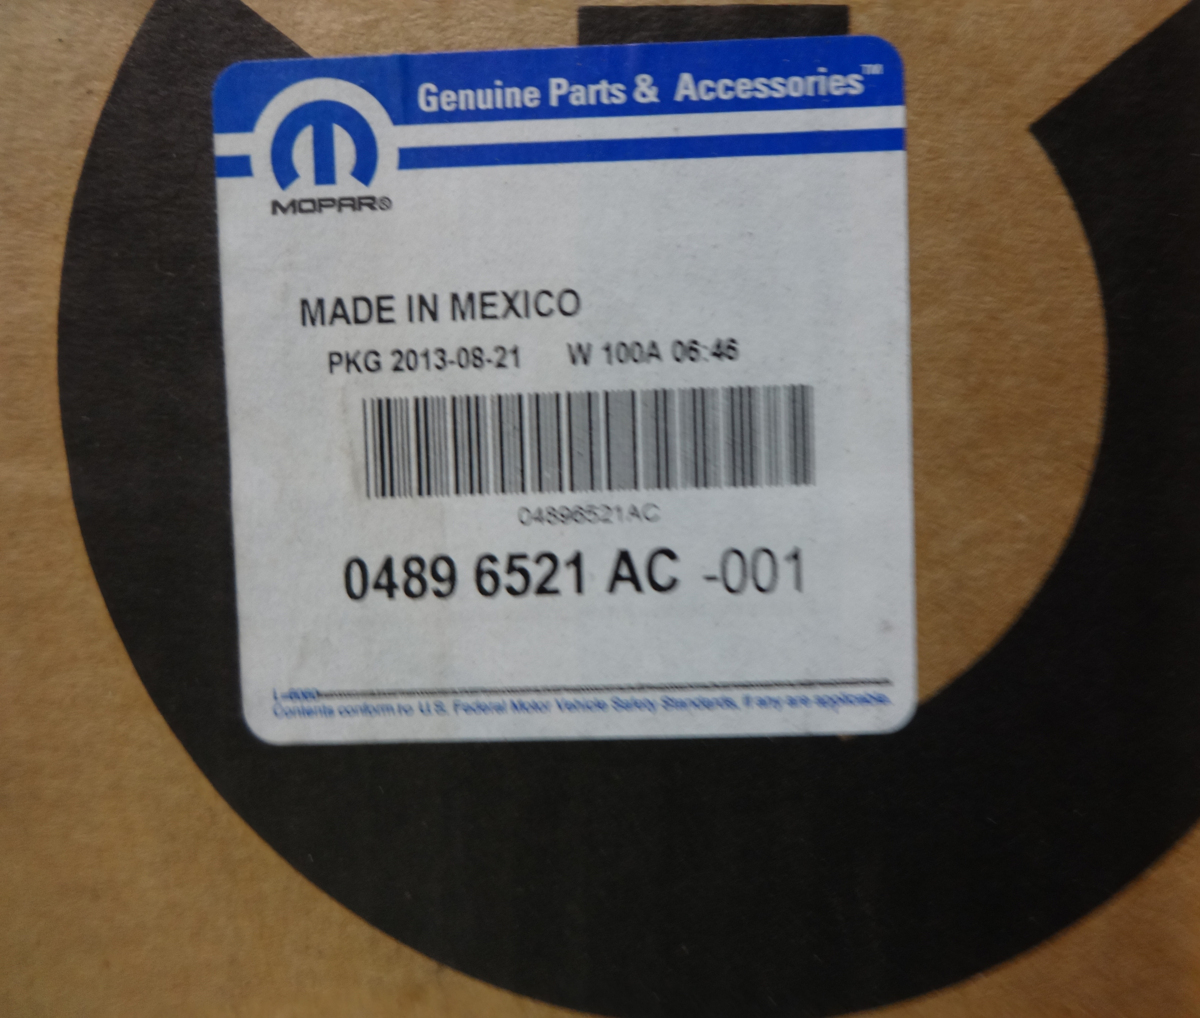 Genuine Parts & Accessories™
MOPAR®
MADE IN MEXICO
PKG 2013-08-21 W 100A 06:46
04896521AC
0489 6521 AC -001
Contents conform to U.S. Federal Motor Vehicle Safety Standards, if any are applicable.